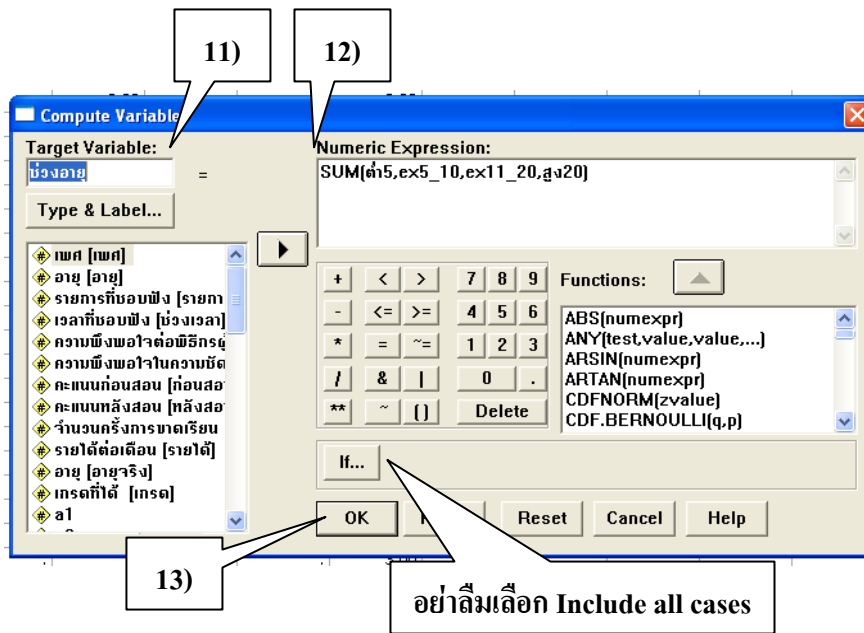 11)
12)
Compute Variable
Target Variable:
ช่วงอายุ
=
Type & Label...
Numeric Expression:
SUM(ต่ำ5,ex5_10,ex11_20,สูง20)
เพศ [เพศ]
อายุ [อายุ]
รายการที่ชอบฟัง [รายกา
เวลาที่ชอบฟัง [ช่วงเวลา]
ความพึงพอใจต่อพิธีกรผู้
ความพึงพอใจในความชัด
คะแนนก่อนสอน [ก่อนสอ
คะแนนหลังสอน [หลังสอ
จำนวนครั้งการขาดเรียน
รายได้ต่อเดือน [รายได้]
อายุ [อายุจริง]
เกรดที่ได้ [เกรด]
a1
+ < > 7 8 9
- <= >= 4 5 6
* = ~= 1 2 3
/ & | 0 .
** ~ () Delete
Functions:
ABS(numexpr)
ANY(test,value,value,...)
ARSIN(numexpr)
ARTAN(numexpr)
CDFNORM(zvalue)
CDF.BERNOULLI(q,p)
If...
OK
Reset
Cancel
Help
13)
อย่าลืมเลือก Include all cases